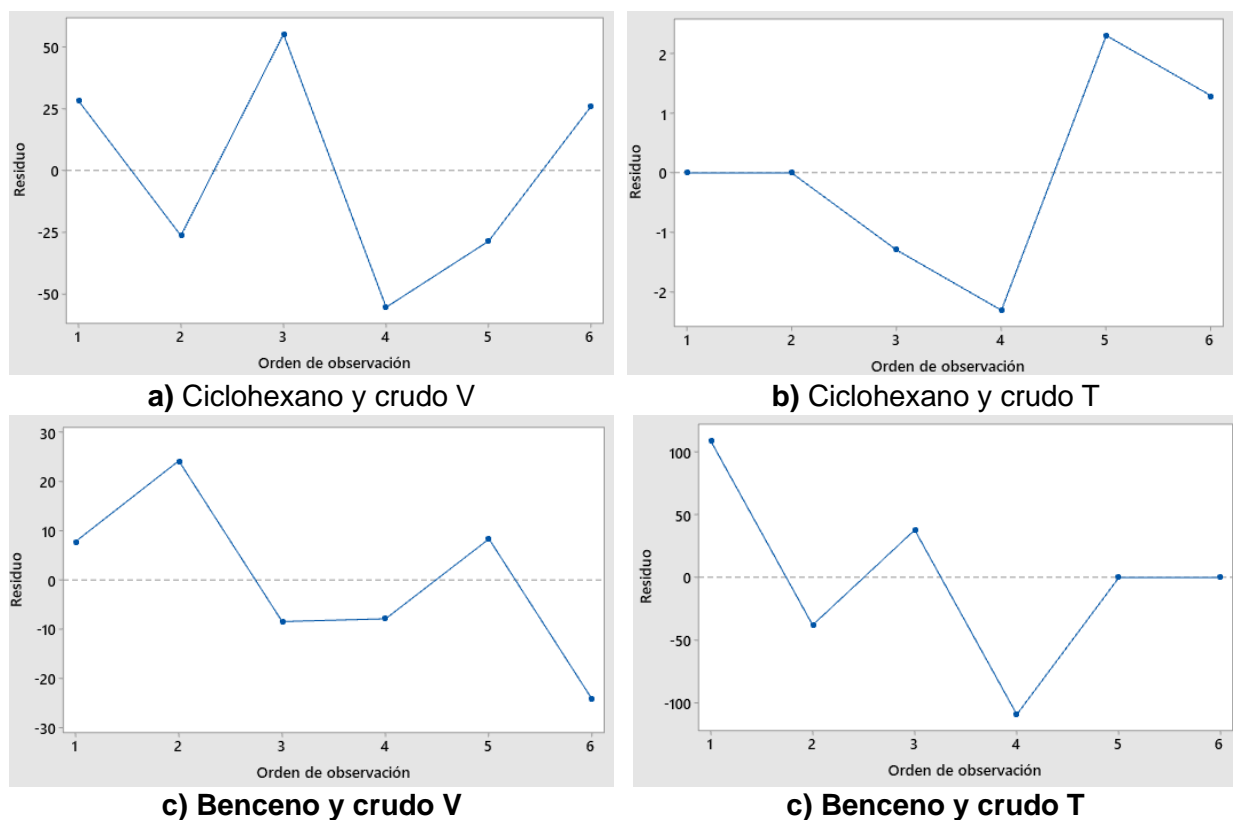 50
25
0
-25
-50
Residuo
1 2 3 4 5 6
Orden de observación
a) Ciclohexano y crudo V
2
1
0
-1
-2
Residuo
1 2 3 4 5 6
Orden de observación
b) Ciclohexano y crudo T
30
20
10
0
-10
-20
-30
Residuo
1 2 3 4 5 6
Orden de observación
c) Benceno y crudo V
100
50
0
-50
-100
Residuo
1 2 3 4 5 6
Orden de observación
c) Benceno y crudo T